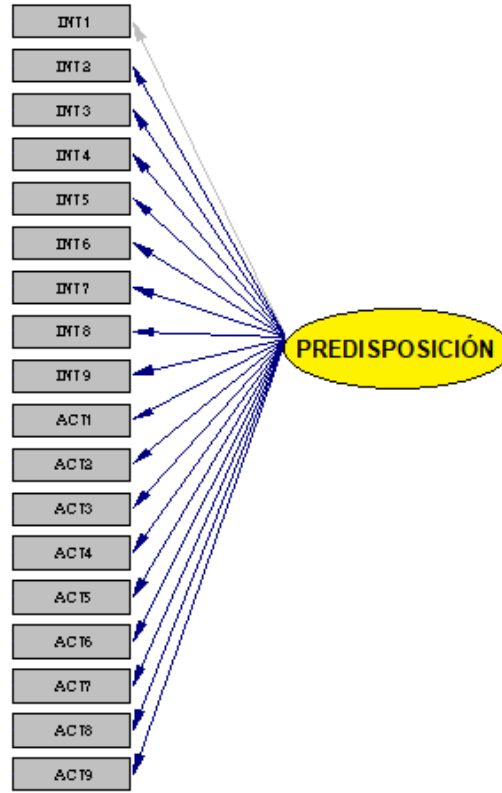 INT1
INT2
INT3
INT4
INT5
INT6
INT7
INT8
INT9
ACT1
ACT2
ACT3
ACT4
ACT5
ACT6
ACT7
ACT8
ACT9
PREDISPOSICIÓN